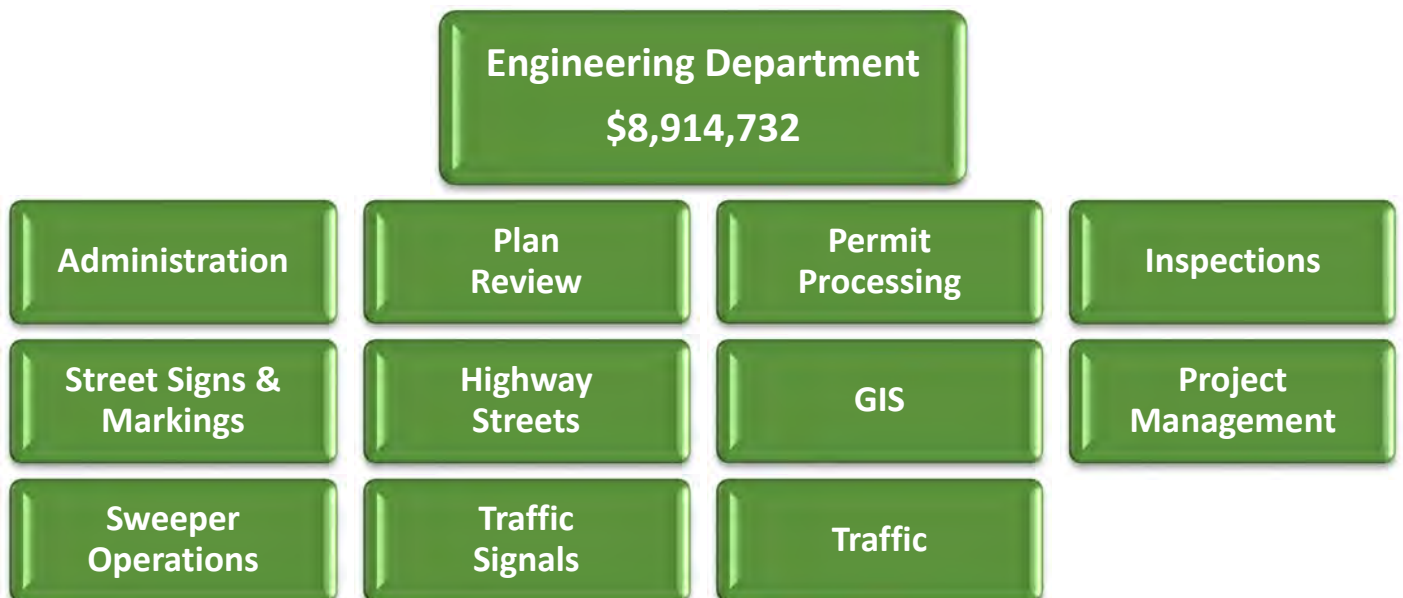 Engineering Department
$8,914,732
Administration
Plan
Review
Permit
Processing
Inspections
Street Signs &
Markings
Highway
Streets
GIS
Project
Management
Sweeper
Operations
Traffic
Signals
Traffic